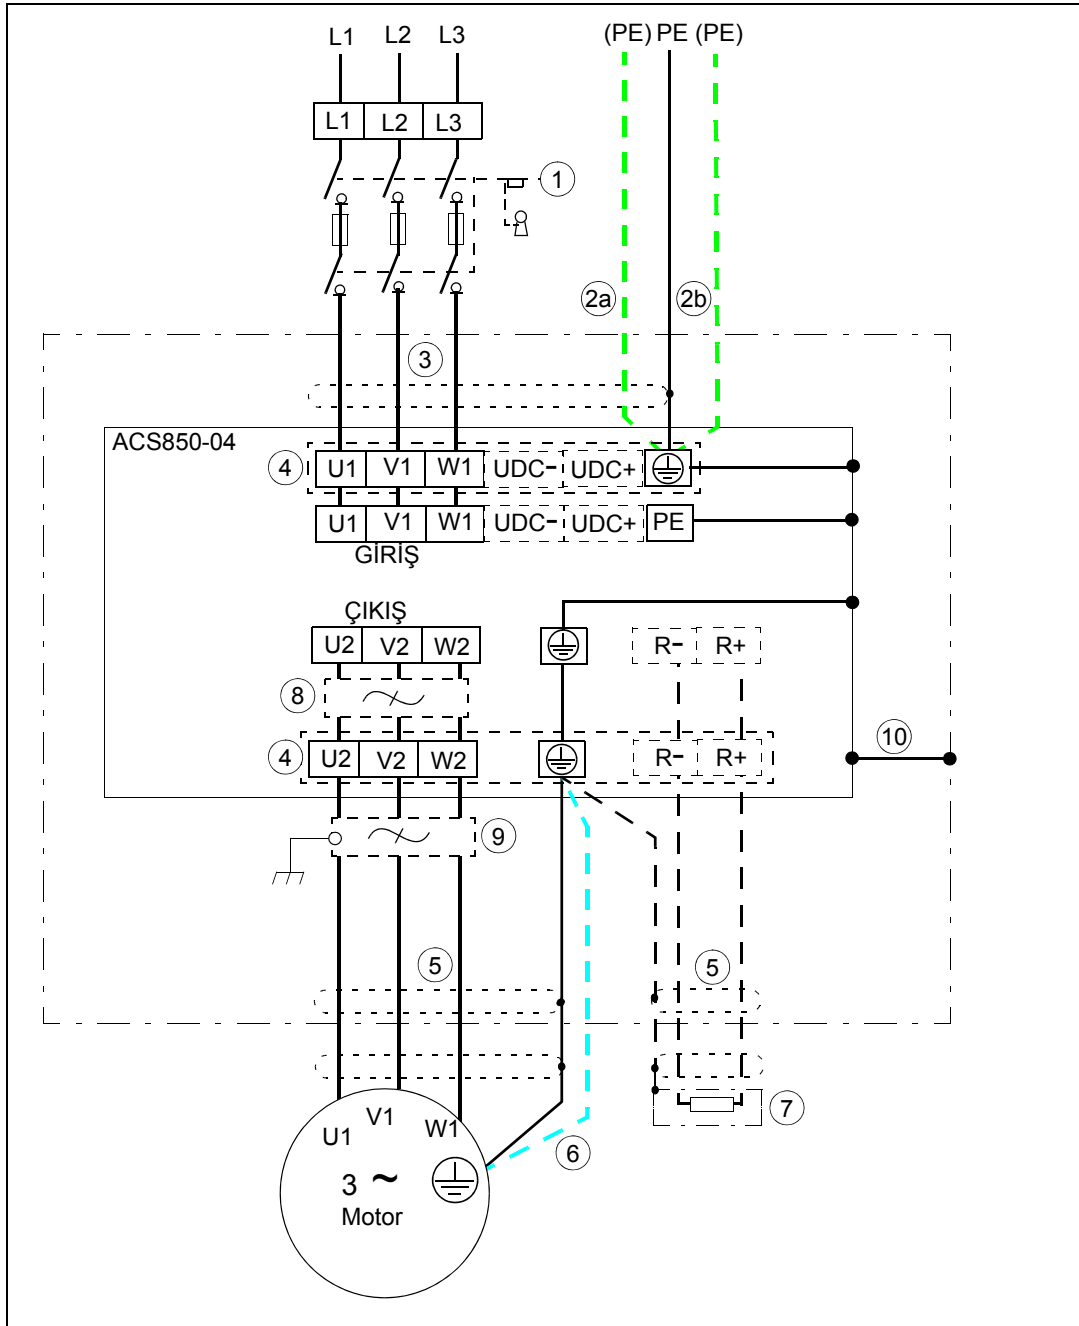 L1 L2 L3 (PE) PE (PE)
L1 L2 L3
1
2a 2b
3
ACS850-04
4 U1 V1 W1 UDC- UDC+
U1 V1 W1 UDC- UDC+ PE
GİRİŞ
ÇIKIŞ
U2 V2 W2 R- R+
8
10
4 U2 V2 W2 R- R+
9
5 5
7
U1 V1 W1
6
3 ~
Motor